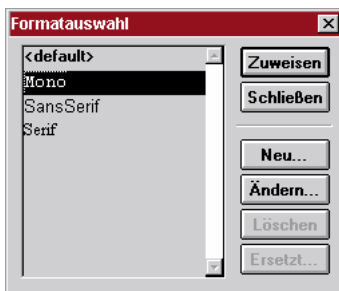 Formatauswahl
<default>
Mono
SansSerif
Serif
Zuweisen
Schließen
Neu...
Ändern...
Löschen
Ersetzt...